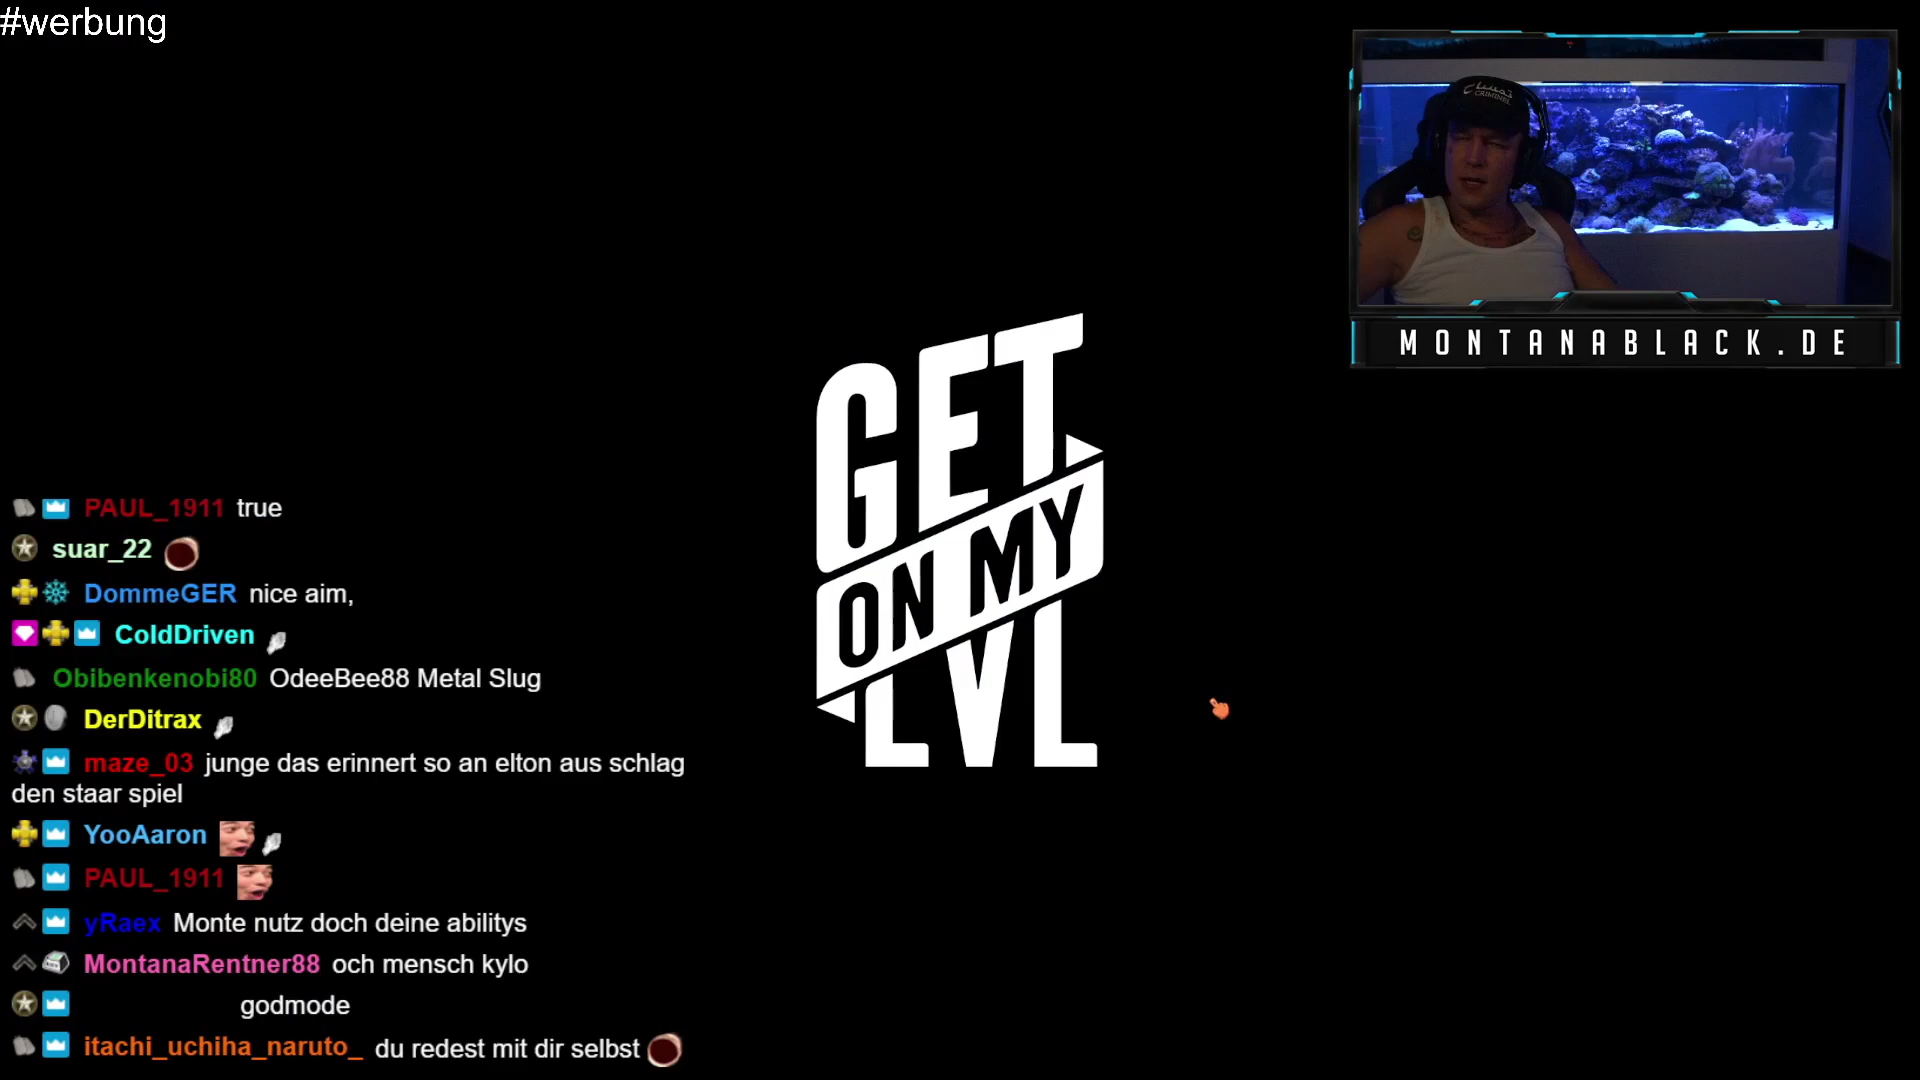 #werbung
CRIMINEL
MONTANABLACK.DE
GET
ON MY
LVL
PAUL_1911 true
suar_22
DommeGER nice aim,
ColdDriven
Obibenkenobi80 OdeeBee88 Metal Slug
DerDitrax
maze_03 junge das erinnert so an elton aus schlag
den staar spiel
YooAaron
PAUL_1911
yRaex Monte nutz doch deine abilitys
MontanaRentner88 och mensch kylo
godmode
itachi_uchiha_naruto_ du redest mit dir selbst